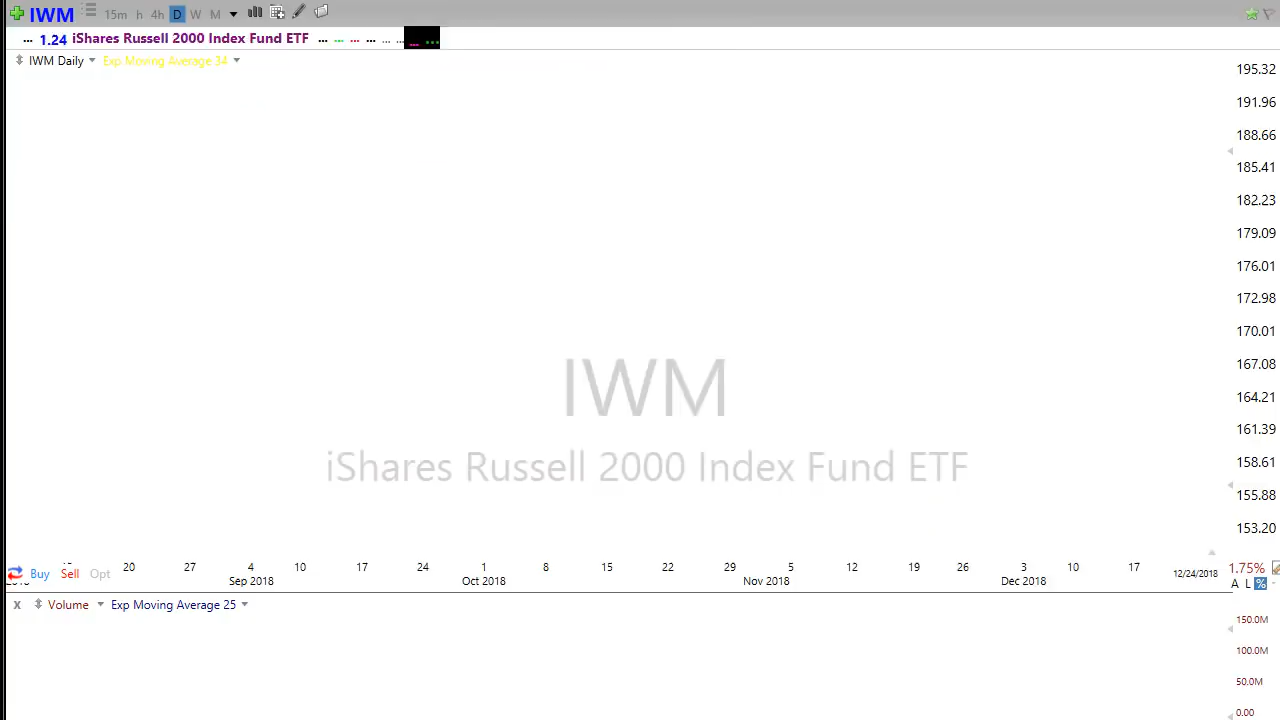 IWM 15m h 4h D W M
... 1.24 iShares Russell 2000 Index Fund ETF ... ... ... ... ... ... ... ...
IWM Daily Exp Moving Average 34
195.32
191.96
188.66
185.41
182.23
179.09
176.01
172.98
170.01
167.08
164.21
161.39
158.61
155.88
153.20
IWM
iShares Russell 2000 Index Fund ETF
20 27 4 10 17 24 1 8 15 22 29 5 12 19 26 3 10 17
Sep 2018 Oct 2018 Nov 2018 Dec 2018 12/24/2018
Buy Sell Opt
1.75%
A L %
X Volume Exp Moving Average 25
150.0M
100.0M
50.0M
0.00